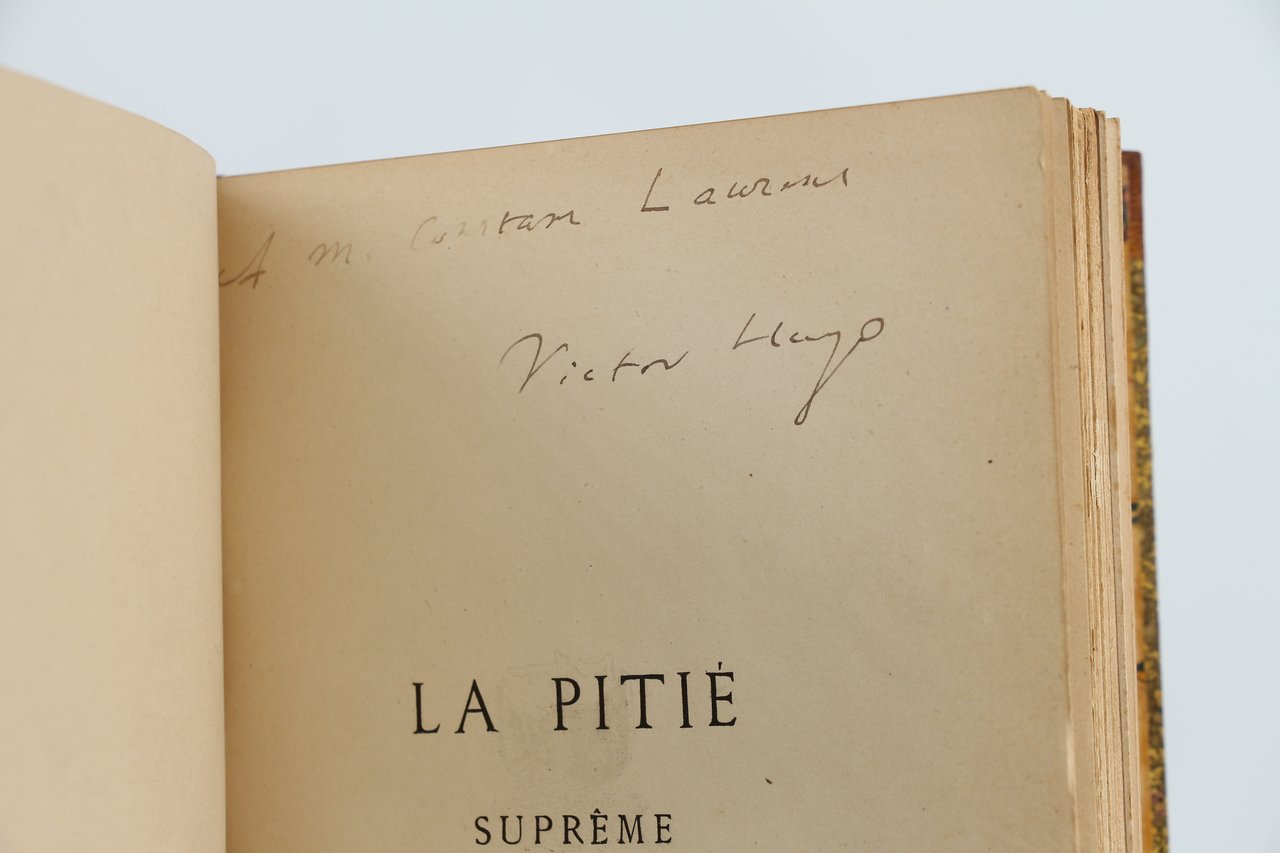 A M. Constant Laurent
Victor Hugo
LA PITIÉ
SUPRÊME